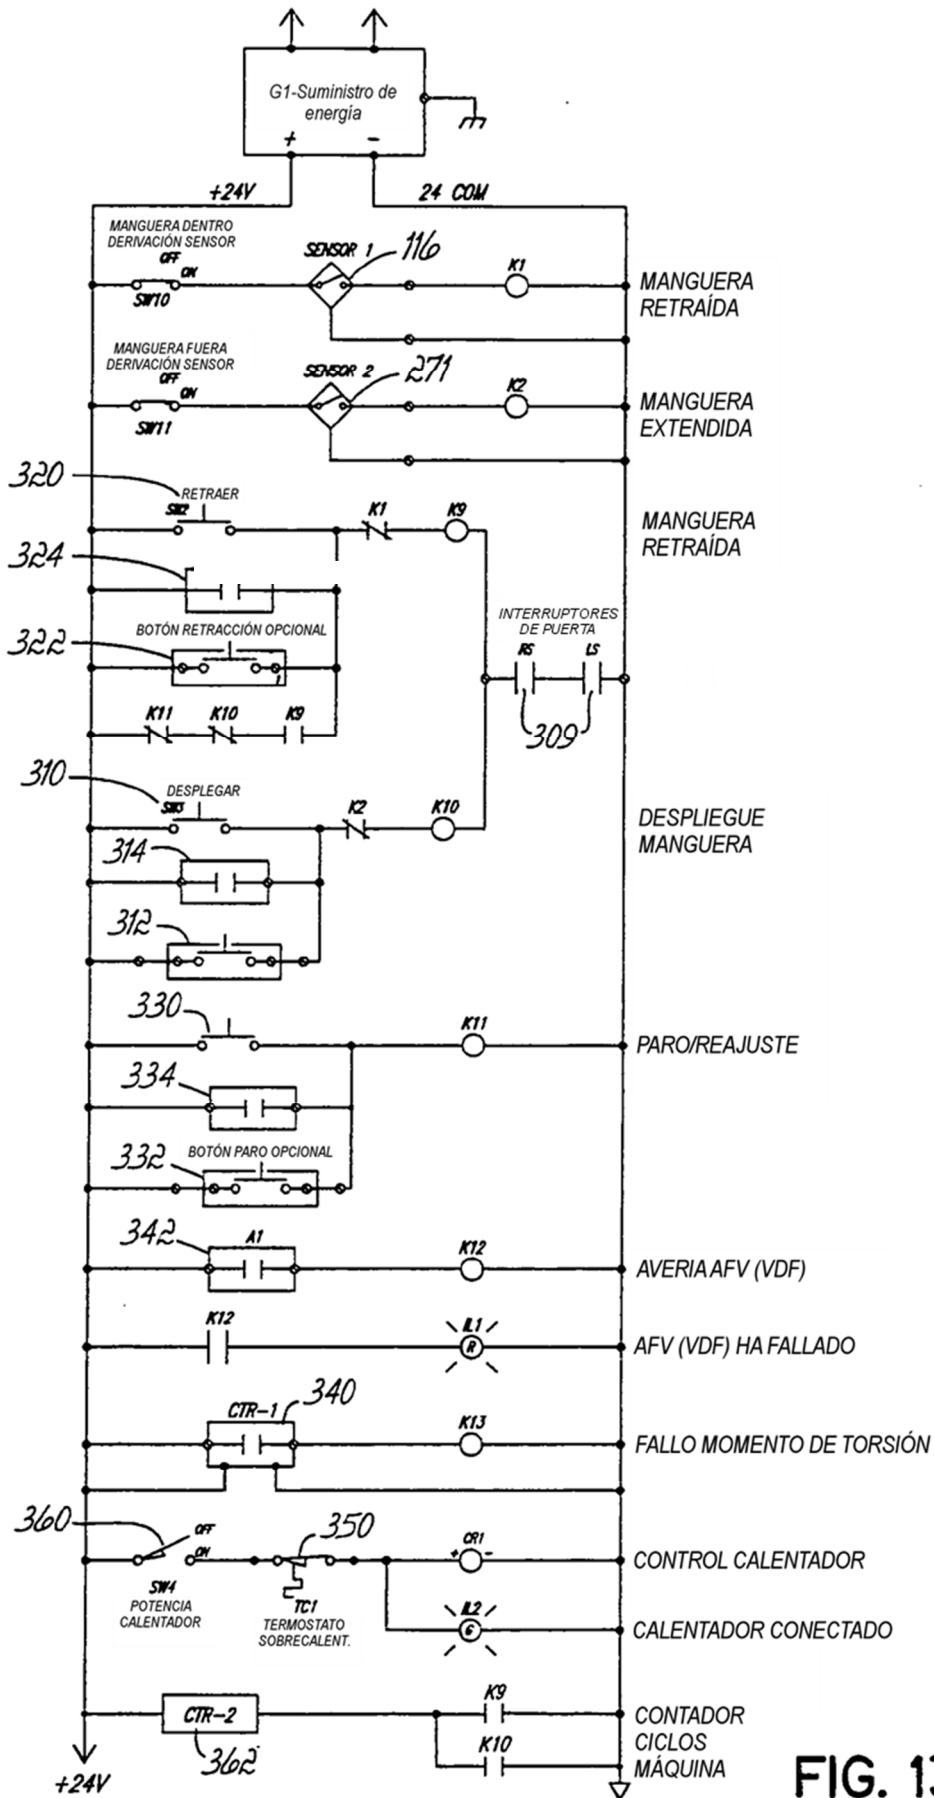 G1-Suministro de
energía
+ -
+24V 24 COM
MANGUERA DENTRO
DERIVACIÓN SENSOR
OFF
ON
SW10
SENSOR 1
116
K1
MANGUERA
RETRAÍDA
MANGUERA FUERA
DERIVACIÓN SENSOR
OFF
ON
SW11
SENSOR 2
271
K2
MANGUERA
EXTENDIDA
320
RETRAER
SW2
K1
K9
MANGUERA
RETRAÍDA
324
BOTÓN RETRACCIÓN OPCIONAL
322
1
INTERRUPTORES
DE PUERTA
RS LS
309
K11 K10 K9
310
DESPLEGAR
SW3
K2
K10
DESPLIEGUE
MANGUERA
314
312
330
K11
PARO/REAJUSTE
334
BOTÓN PARO OPCIONAL
332
342
A1
K12
AVERIA AFV (VDF)
K12
IL1
R
AFV (VDF) HA FALLADO
CTR-1
340
K13
FALLO MOMENTO DE TORSIÓN
360
OFF
ON
SW4
POTENCIA
CALENTADOR
350
TC1
TERMOSTATO
SOBRECALENT.
CR1
+ -
CONTROL CALENTADOR
IL2
G
CALENTADOR CONECTADO
CTR-2
362
K9
K10
CONTADOR
CICLOS
MÁQUINA
+24V
FIG. 13